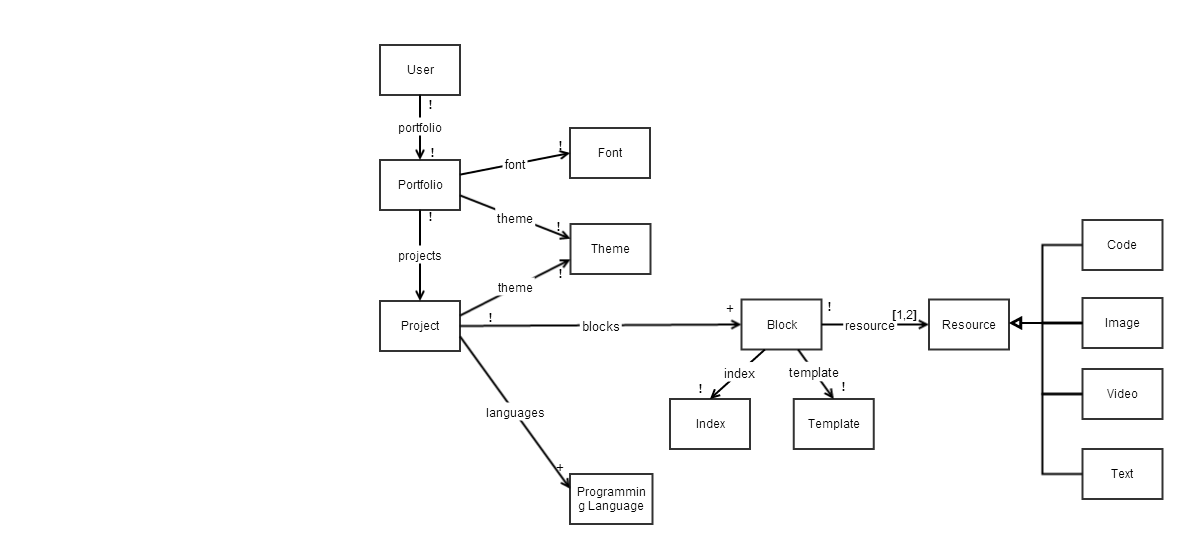 User
!
portfolio
!
Portfolio
font
!
Font
!
theme
!
Theme
projects
theme
!
Project
!
blocks
+
Block
!
resource
[1,2]
Resource
Code
Image
Video
Text
index
!
Index
template
!
Template
languages
+
Programmin
g Language